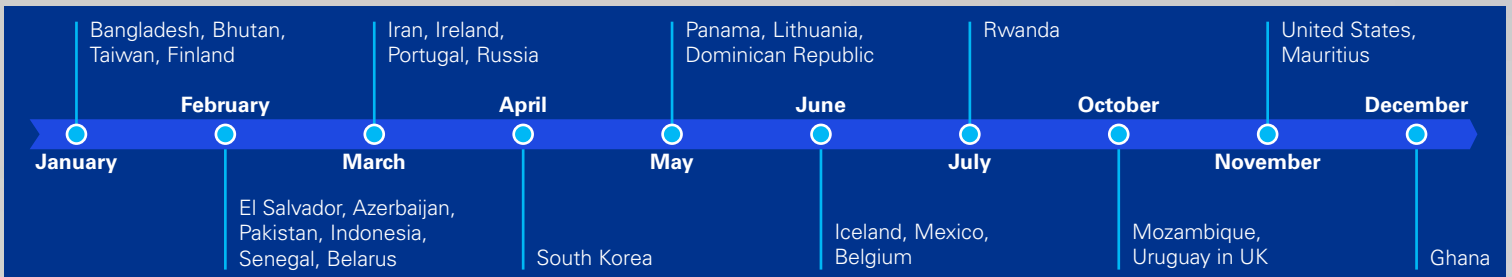 Bangladesh, Bhutan,
Taiwan, Finland
Iran, Ireland,
Portugal, Russia
Panama, Lithuania,
Dominican Republic
Rwanda
United States,
Mauritius
February
April
June
October
December
January
March
May
July
November
El Salvador, Azerbaijan,
Pakistan, Indonesia,
Senegal, Belarus
South Korea
Iceland, Mexico,
Belgium
Mozambique,
Uruguay in UK
Ghana